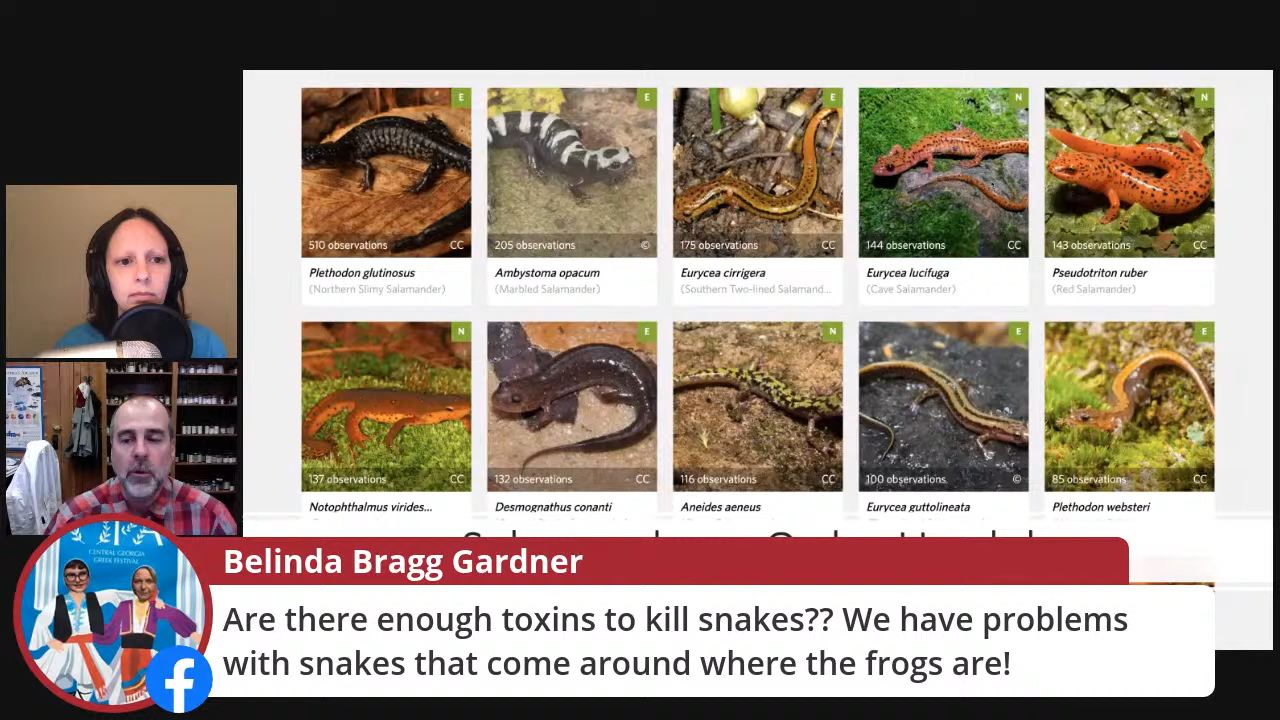 E
E
E
N
N
510 observations CC
205 observations ©
175 observations CC
144 observations CC
143 observations CC
Plethodon glutinosus
Ambystoma opacum
Eurycea cirrigera
Eurycea lucifuga
Pseudotriton ruber
(Northern Slimy Salamander)
(Marbled Salamander)
(Southern Two-lined Salamand...
(Cave Salamander)
(Red Salamander)
N
E
N
E
E
137 observations CC
132 observations CC
116 observations CC
100 observations ©
85 observations CC
Notophthalmus virides...
Desmognathus conanti
Aneides aeneus
Eurycea guttolineata
Plethodon websteri
CENTRAL GEORGIA
GREEK FESTIVAL
Belinda Bragg Gardner
Are there enough toxins to kill snakes?? We have problems
with snakes that come around where the frogs are!